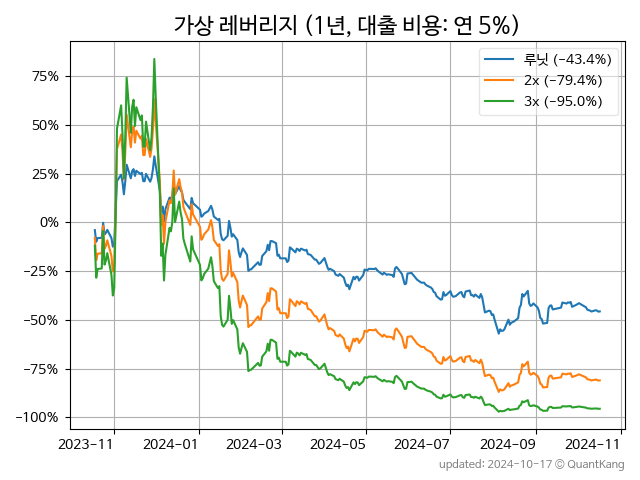 가상 레버리지 (1년, 대출 비용: 연 5%)
루닛 (−43.4%)
2x (−79.4%)
3x (−95.0%)
75%
50%
25%
0%
−25%
−50%
−75%
−100%
2023-11 2024-01 2024-03 2024-05 2024-07 2024-09 2024-11
updated: 2024-10-17 © QuantKang